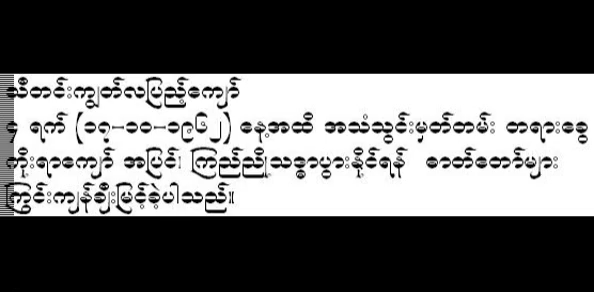 သီတင်းကျွတ်လပြည့်ကျော်
၄ ရက် (၁၇-၁၀-၁၉၆၂) နေ့အထိ အသံသွင်းမှတ်တမ်း တရားခွေ
ကိုးရာကျော် အပြင်၊ ကြည်ညိုသဒ္ဓာပွားနိုင်ရန် ဓာတ်တော်များ
ကြွင်းကျန်ချီးမြှင့်ခဲ့ပါသည်။